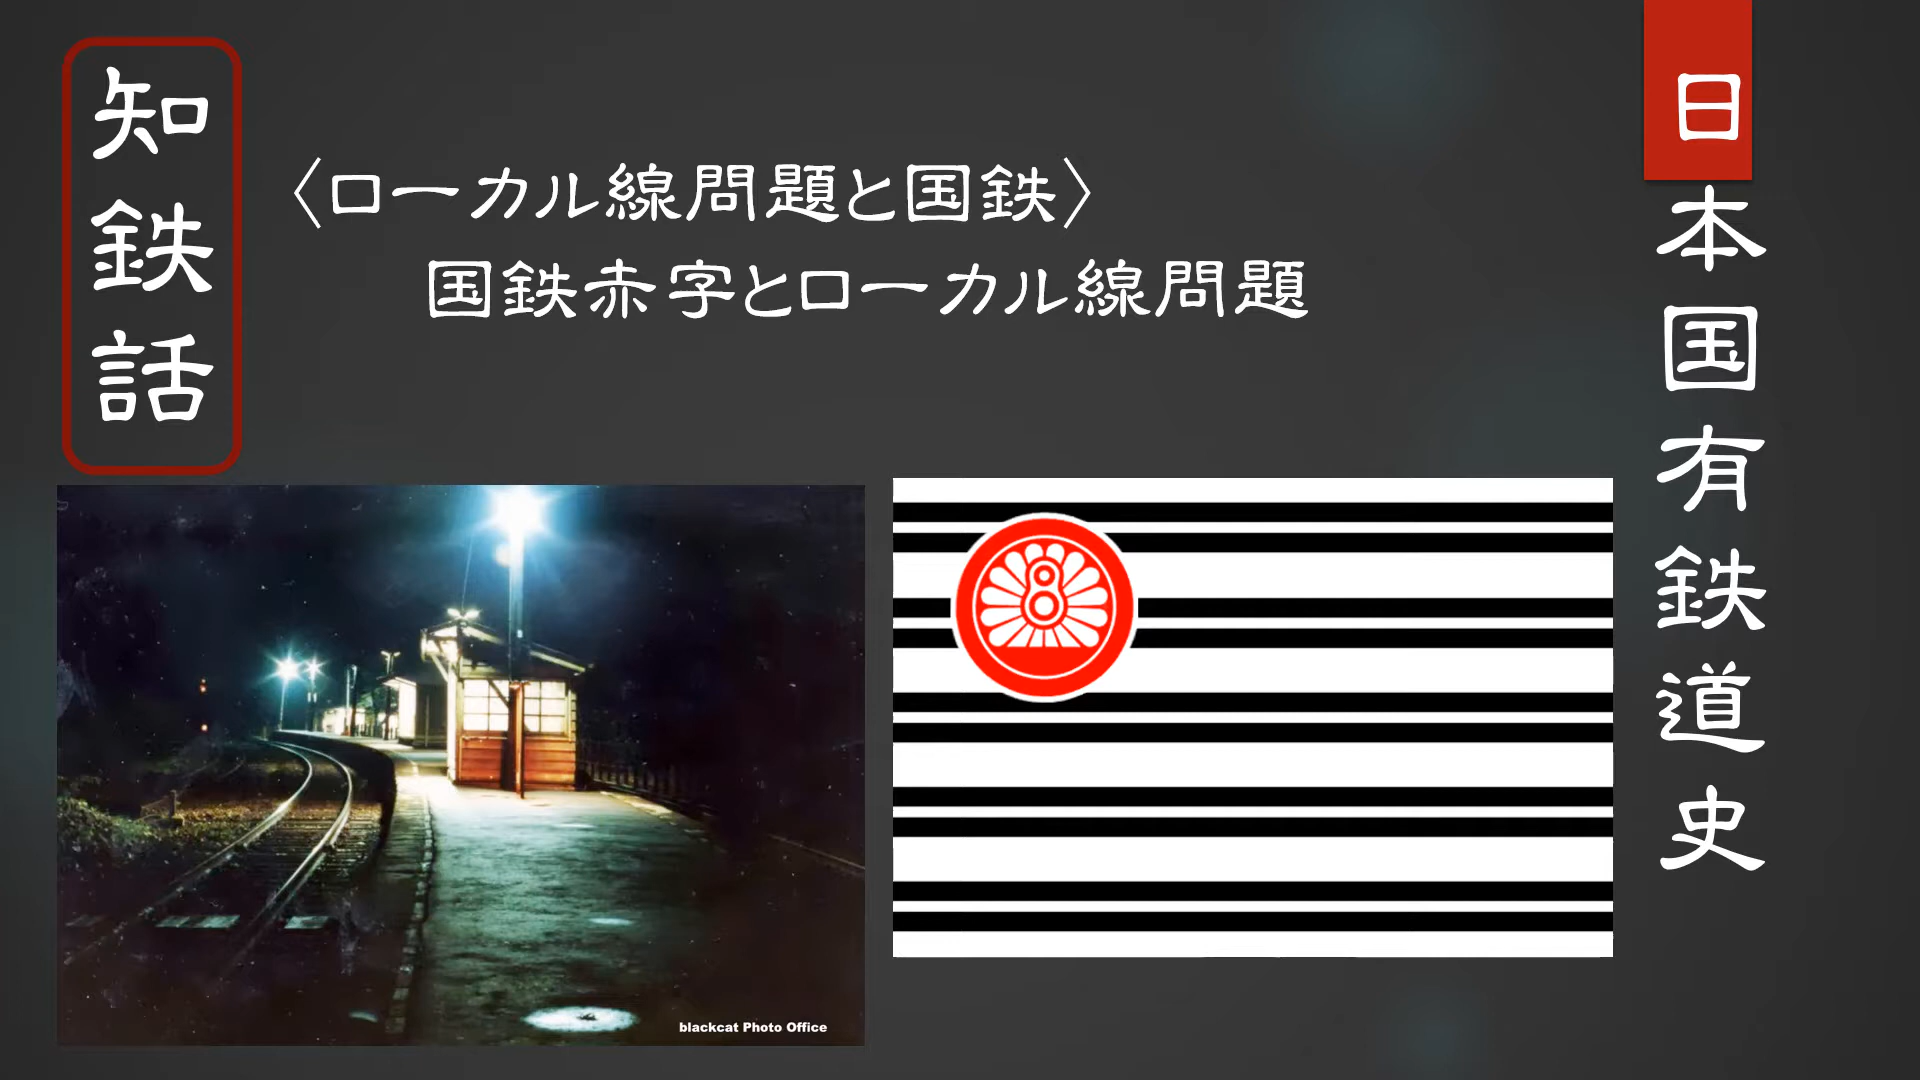 日本国有鉄道史
知鉄話
〈ローカル線問題と国鉄〉
国鉄赤字とローカル線問題
blackcat Photo Office